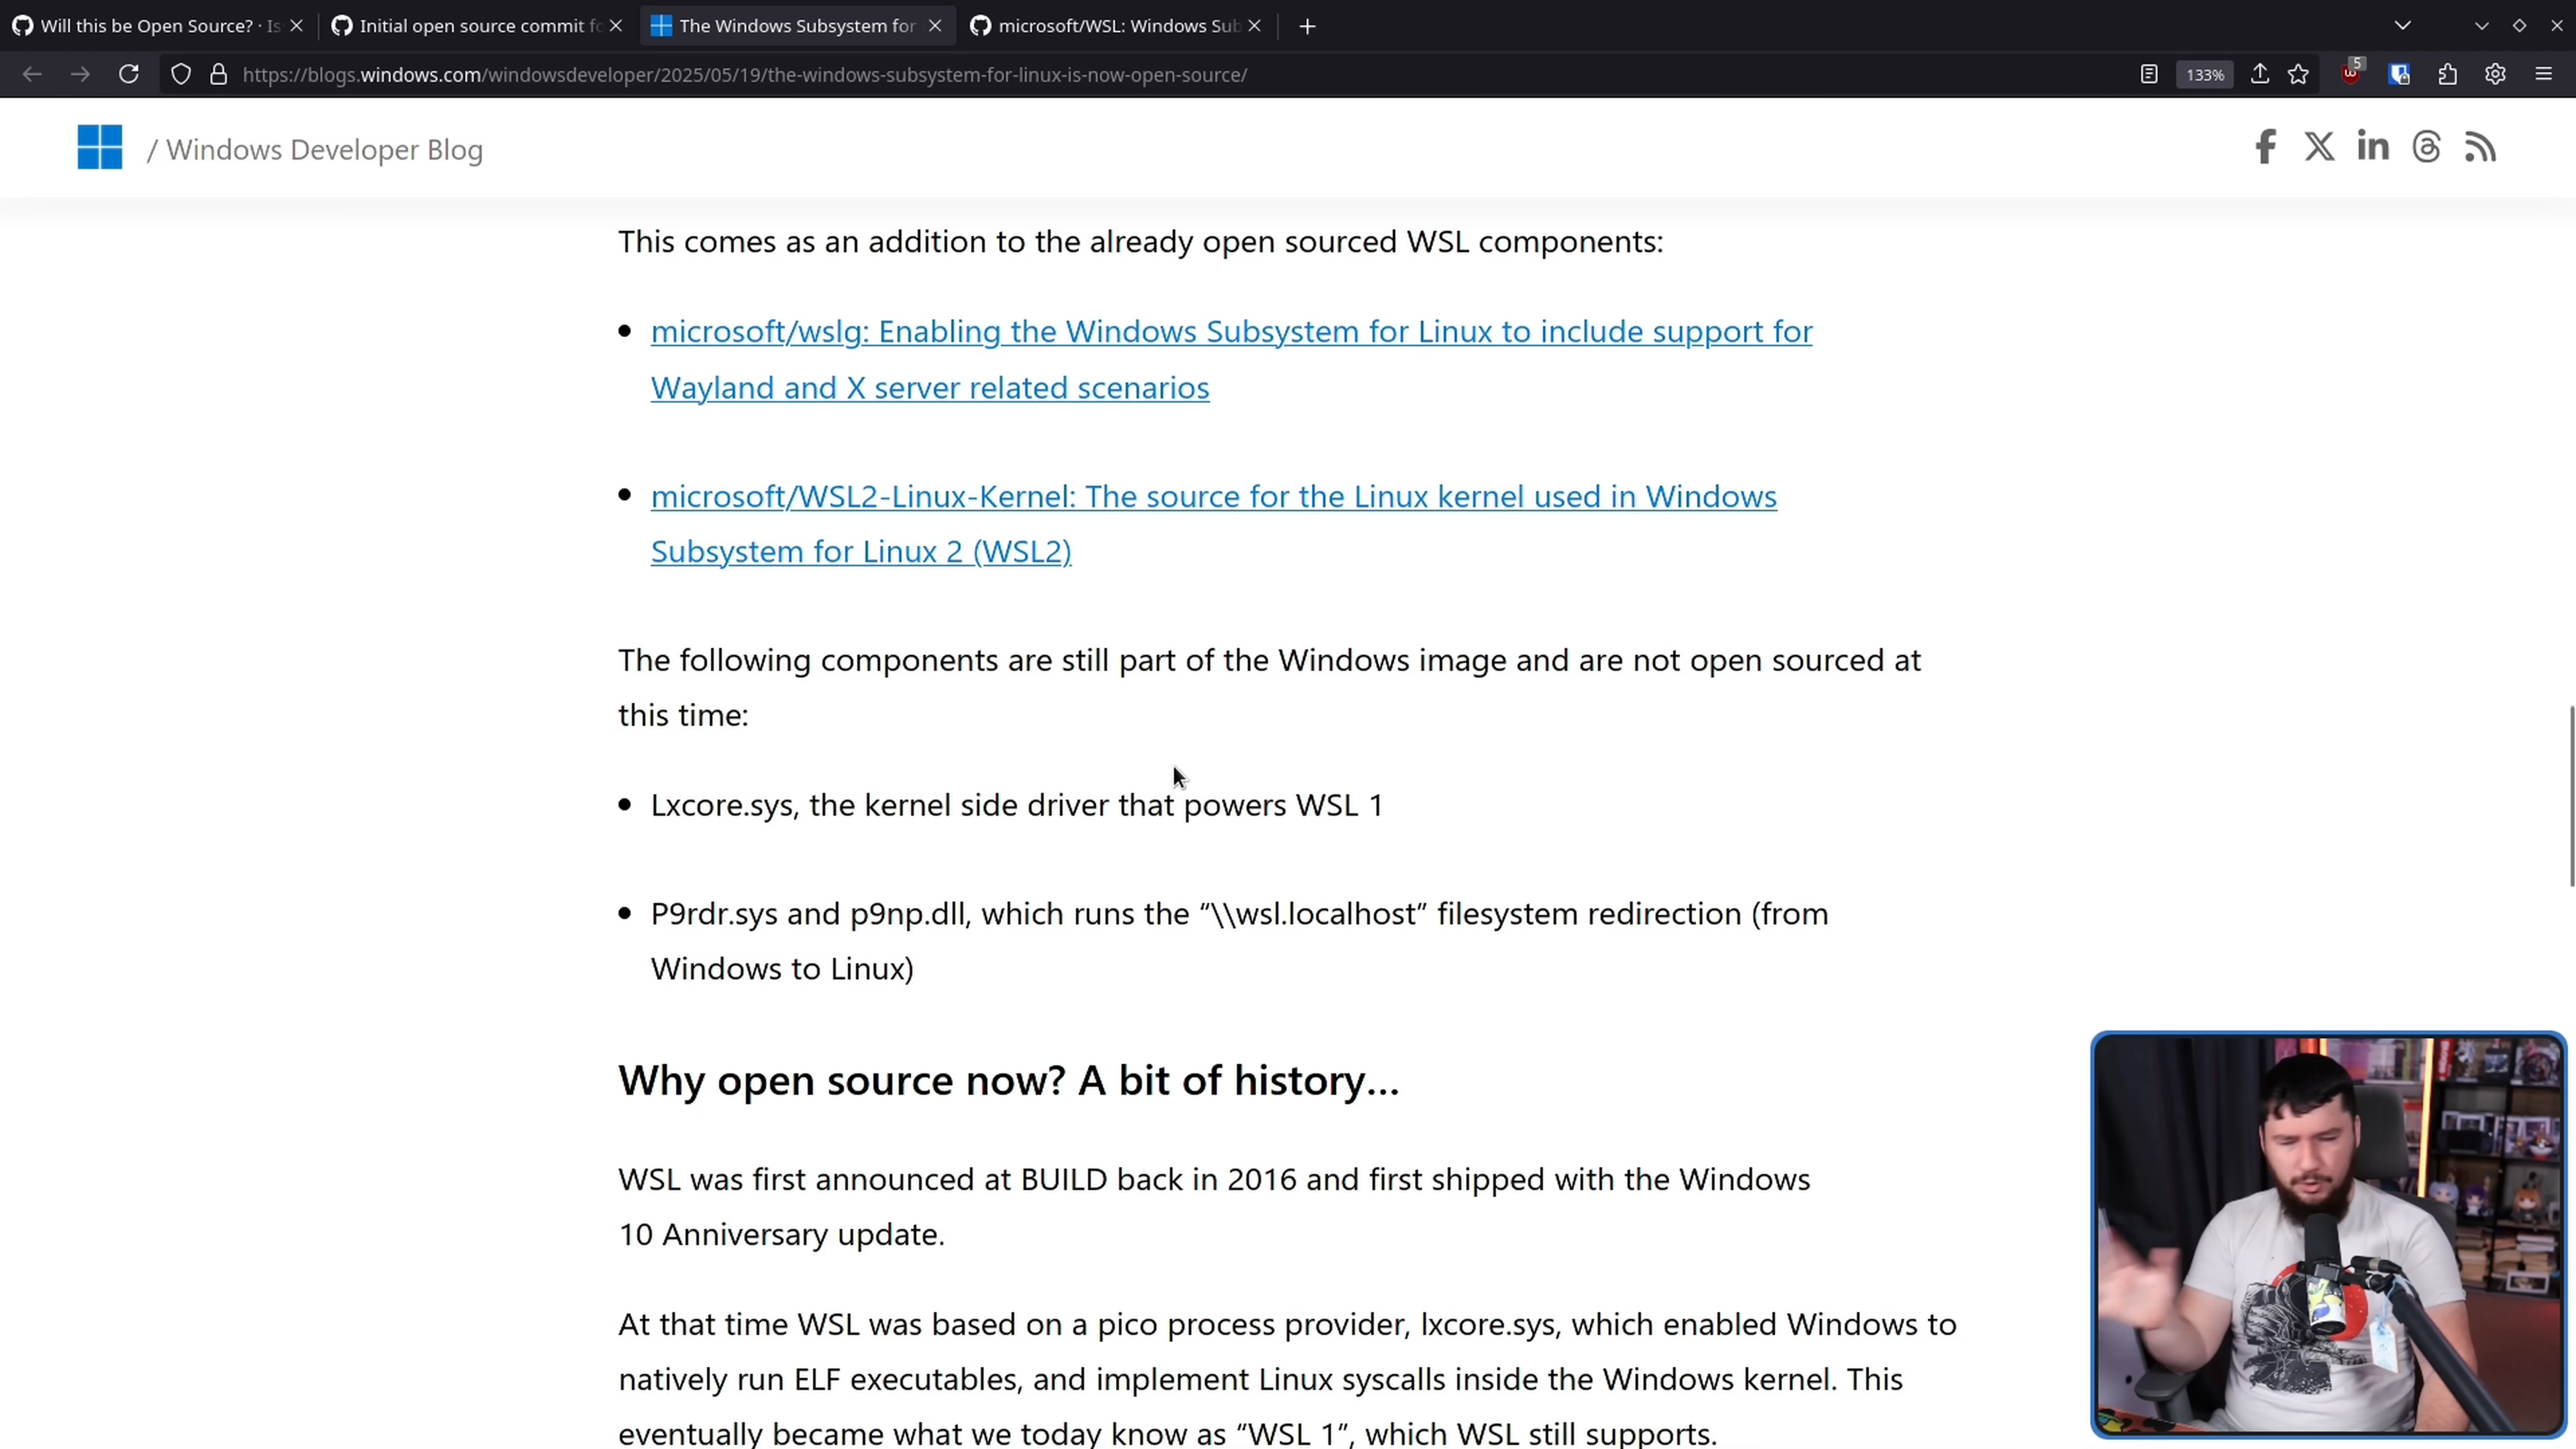 Will this be Open Source? · Is
Initial open source commit fo
The Windows Subsystem for
microsoft/WSL: Windows Sub
https://blogs.windows.com/windowsdeveloper/2025/05/19/the-windows-subsystem-for-linux-is-now-open-source/
133%
5
/ Windows Developer Blog
This comes as an addition to the already open sourced WSL components:
• microsoft/wslg: Enabling the Windows Subsystem for Linux to include support for
Wayland and X server related scenarios
• microsoft/WSL2-Linux-Kernel: The source for the Linux kernel used in Windows
Subsystem for Linux 2 (WSL2)
The following components are still part of the Windows image and are not open sourced at
this time:
• Lxcore.sys, the kernel side driver that powers WSL 1
• P9rdr.sys and p9np.dll, which runs the “\\wsl.localhost” filesystem redirection (from
Windows to Linux)
Why open source now? A bit of history…
WSL was first announced at BUILD back in 2016 and first shipped with the Windows
10 Anniversary update.
At that time WSL was based on a pico process provider, lxcore.sys, which enabled Windows to
natively run ELF executables, and implement Linux syscalls inside the Windows kernel. This
eventually became what we today know as “WSL 1”, which WSL still supports.